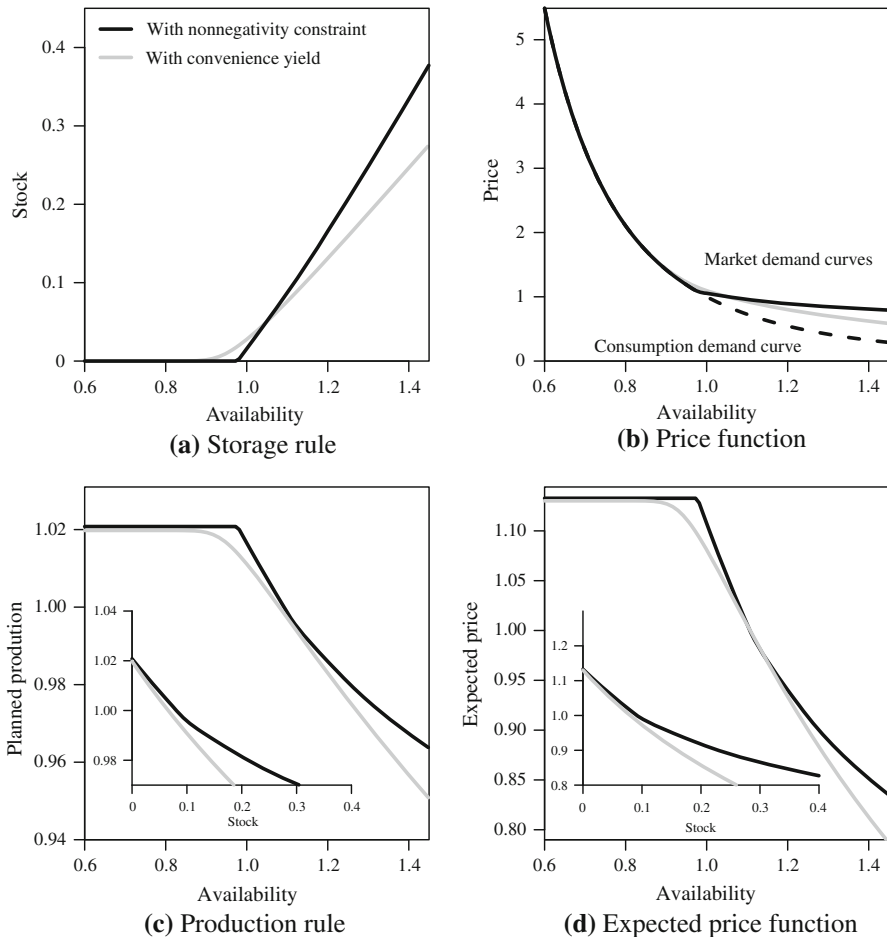 With nonnegativity constraint
With convenience yield
0.4
0.3
0.2
0.1
0
Stock
0.6 0.8 1.0 1.2 1.4
Availability
(a) Storage rule
5
4
3
2
1
0
Price
Market demand curves
Consumption demand curve
0.6 0.8 1.0 1.2 1.4
Availability
(b) Price function
1.02
1.00
0.98
0.96
0.94
Planned prodution
1.04
1.02
1.00
0.98
0 0.1 0.2 0.3 0.4
Stock
0.6 0.8 1.0 1.2 1.4
Availability
(c) Production rule
1.10
1.05
1.00
0.95
0.90
0.85
0.80
Expected price
1.2
1.1
1.0
0.9
0.8
0 0.1 0.2 0.3 0.4
Stock
0.6 0.8 1.0 1.2 1.4
Availability
(d) Expected price function